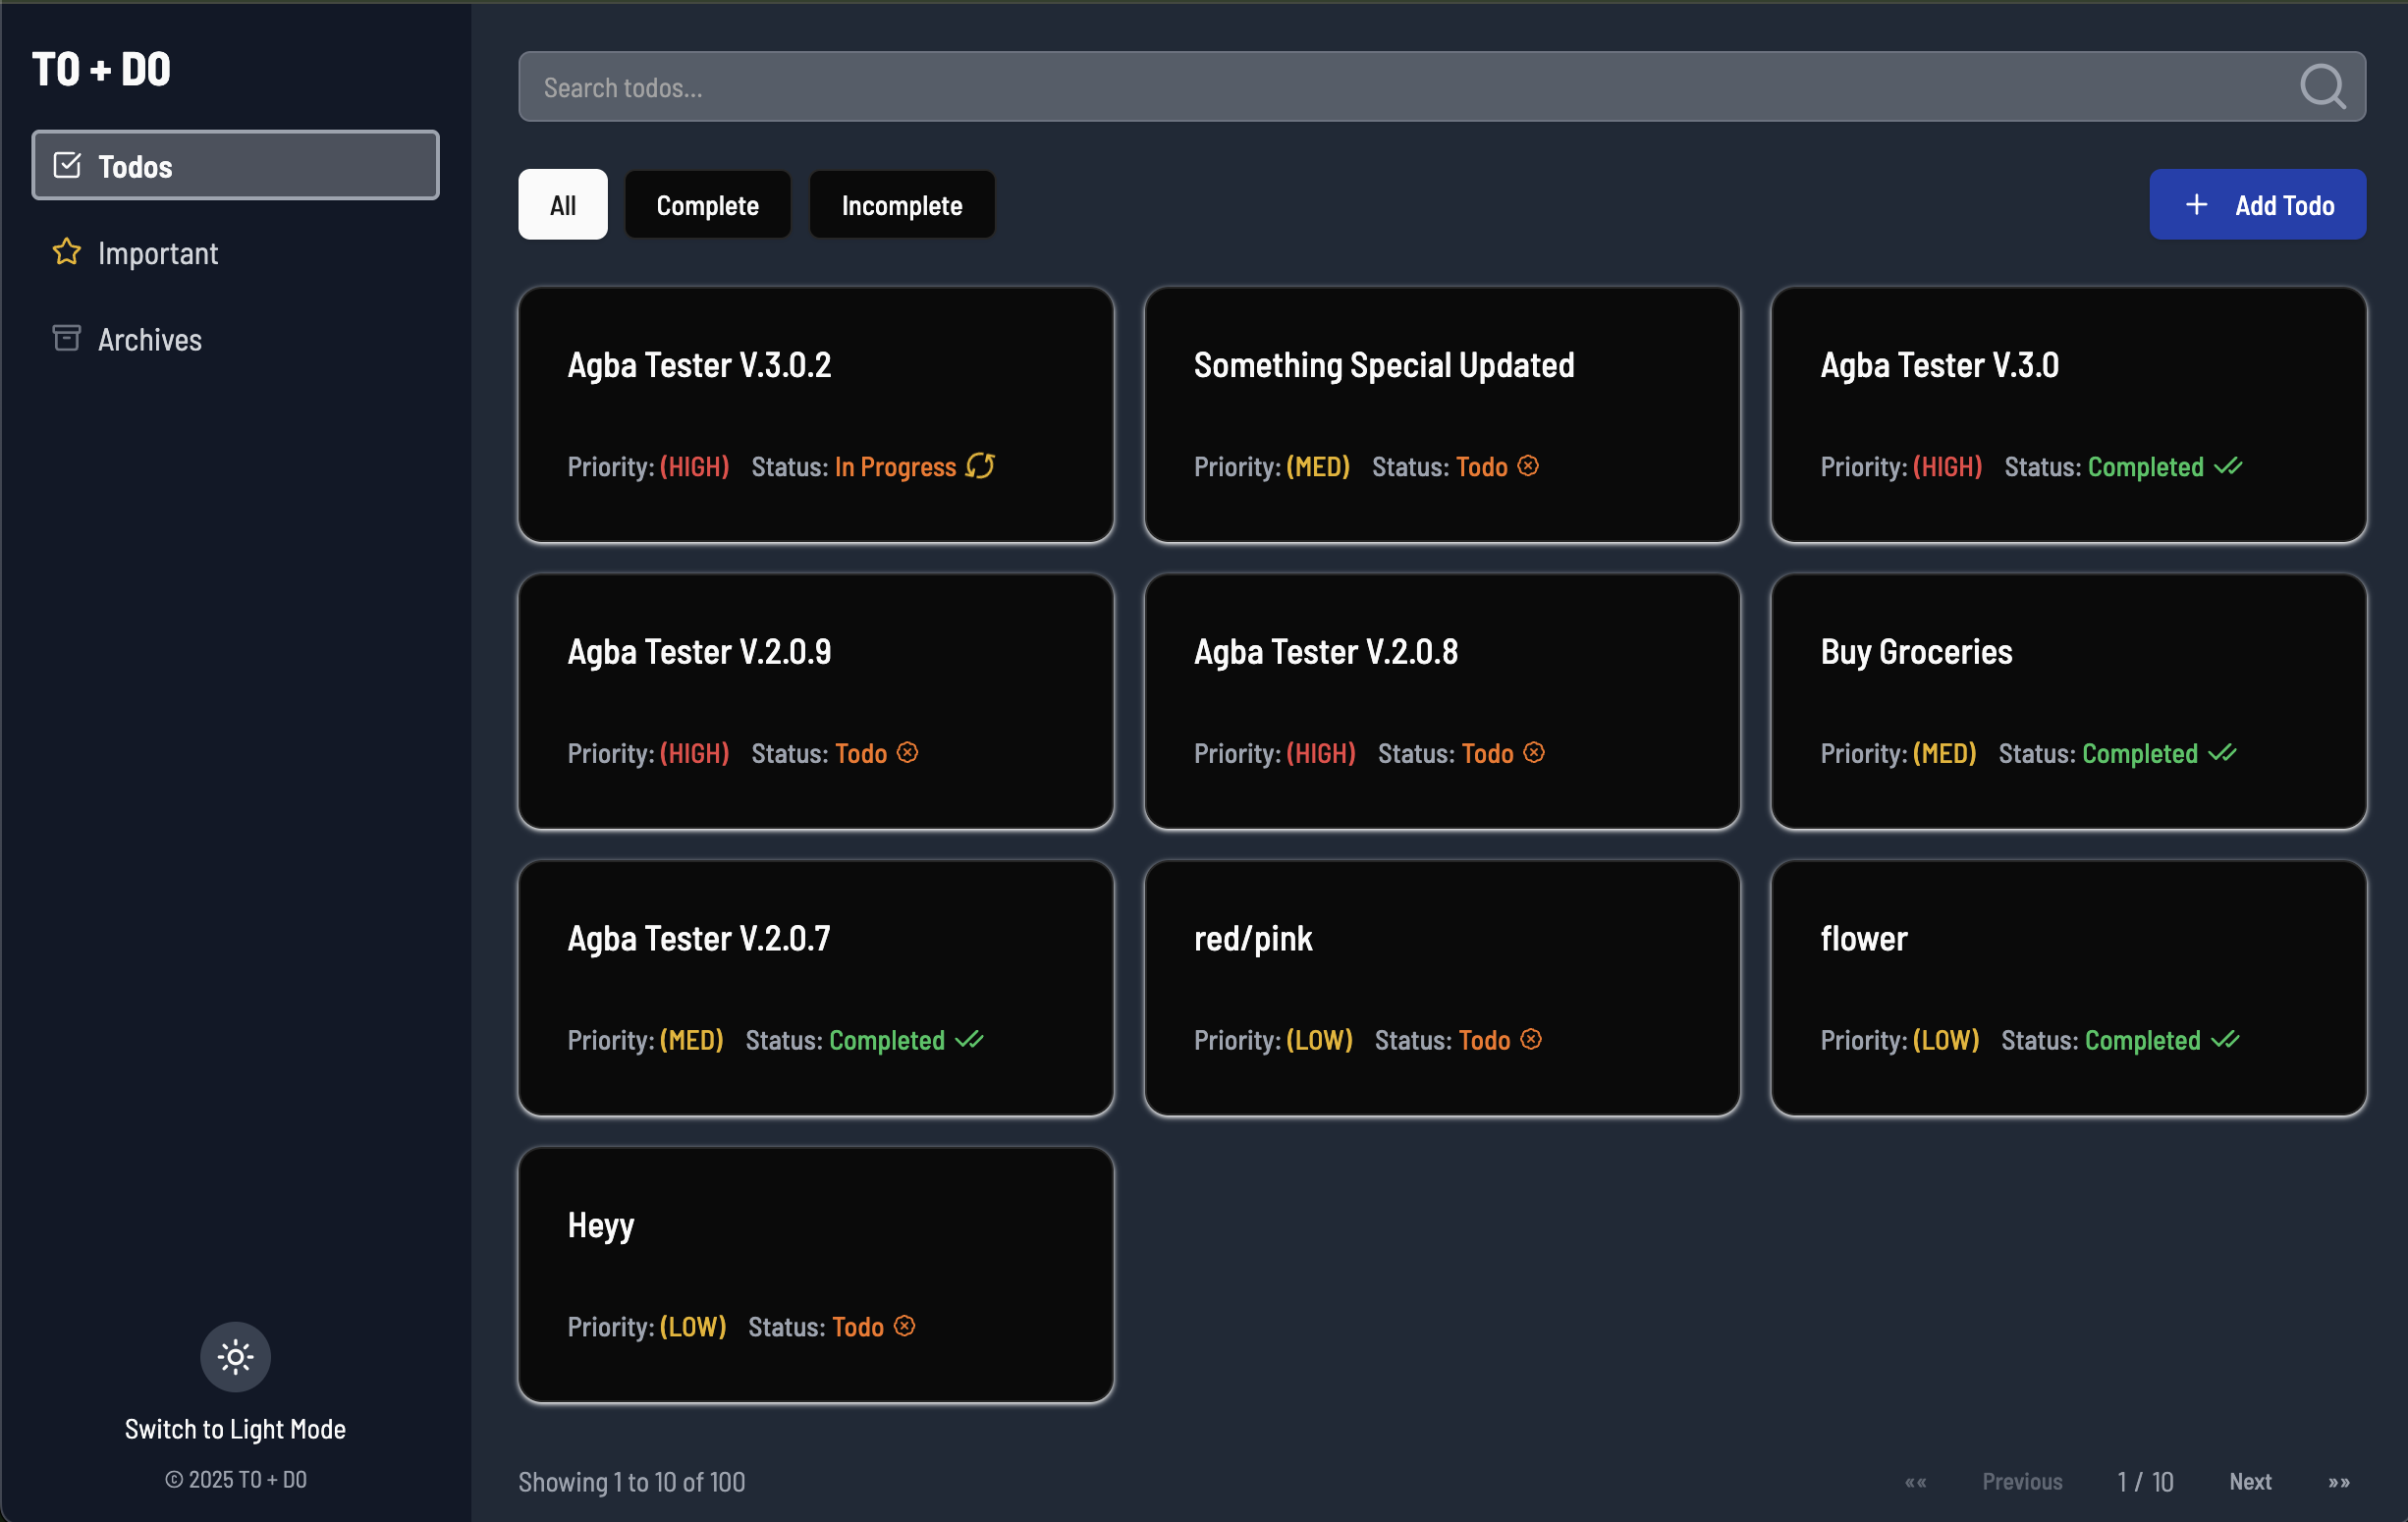 TO + DO
Todos
Important
Archives
Switch to Light Mode
© 2025 TO + DO
Search todos...
All
Complete
Incomplete
+ Add Todo
Agba Tester V.3.0.2
Priority: (HIGH) Status: In Progress
Something Special Updated
Priority: (MED) Status: Todo
Agba Tester V.3.0
Priority: (HIGH) Status: Completed
Agba Tester V.2.0.9
Priority: (HIGH) Status: Todo
Agba Tester V.2.0.8
Priority: (HIGH) Status: Todo
Buy Groceries
Priority: (MED) Status: Completed
Agba Tester V.2.0.7
Priority: (MED) Status: Completed
red/pink
Priority: (LOW) Status: Todo
flower
Priority: (LOW) Status: Completed
Heyy
Priority: (LOW) Status: Todo
Showing 1 to 10 of 100
«« Previous 1 / 10 Next »»